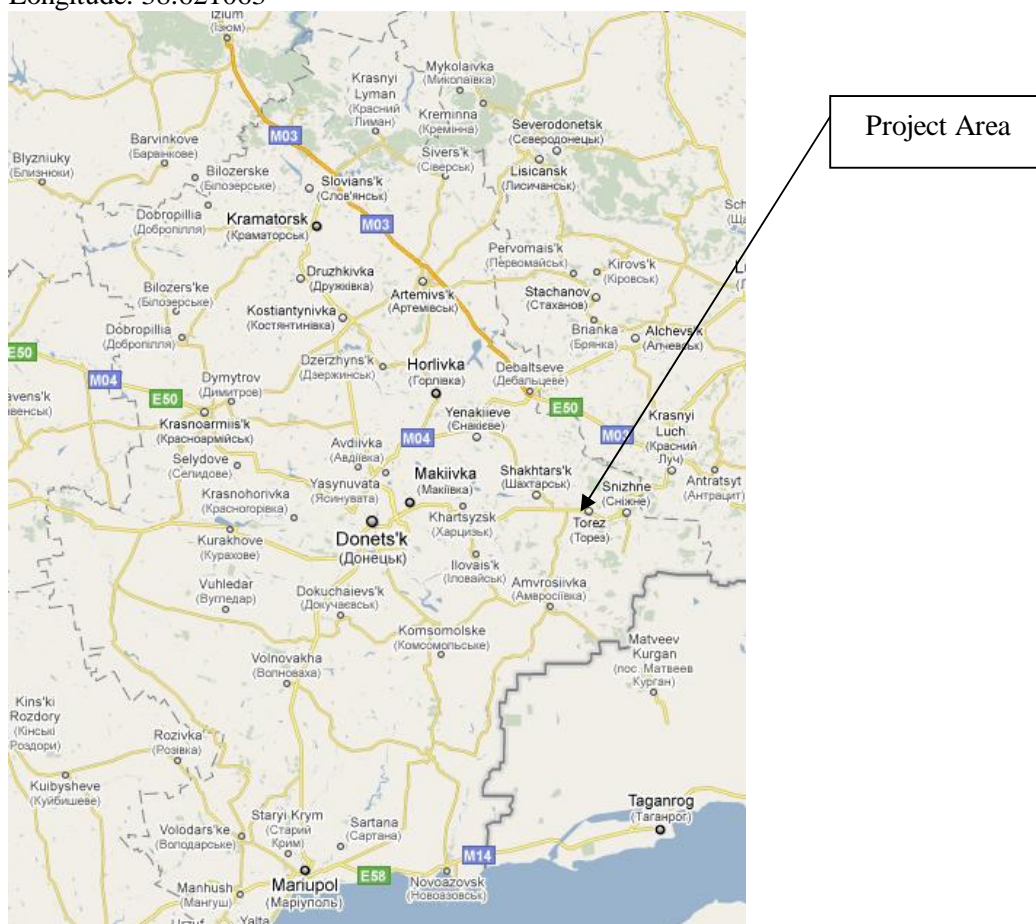 Izium
(Ізюм)
Mykolaivka
(Миколаївка)
Krasnyi
Lyman
(Красний
Лиман)
Kreminna
(Кремінна)
Project Area
M03
Severodonetsk
(Сєверодонецьк)
Barvinkove
(Барвінкове)
Blyzniuky
(Близнюки)
Sivers'k
(Сіверськ)
Bilozerske
(Білозерське)
Slovians'k
(Слов'янськ)
Lisicansk
(Лисичанськ)
Dobropillia
(Добропілля)
Kramatorsk
(Краматорськ)
M03
Pervomais'k
(Первомайськ)
Druzhkivka
(Дружківка)
Kirovs'k
(Кіровськ)
Bilozers'ke
(Білозерське)
Artemivs'k
(Артемівськ)
Stachanov
(Стаханов)
Kostiantynivka
(Костянтинівка)
Dobropillia
(Добропілля)
Brianka
(Брянка)
Alchevs'k
(Алчевськ)
E50
Dzerzhyns'k
(Дзержинськ)
Horlivka
(Горлівка)
Debaltseve
(Дебальцеве)
M04
Dymytrov
(Димитров)
E50
E50
Krasnoarmiis'k
(Красноармійськ)
Yenakiieve
(Єнакієве)
M04
M03
Krasnyi
Luch
(Красний
Луч)
Avdiivka
(Авдіївка)
Selydove
(Селидове)
Makiivka
(Макіївка)
Shakhtars'k
(Шахтарськ)
Snizhne
(Сніжне)
Antratsyt
(Антрацит)
Yasynuvata
(Ясинувата)
Krasnohorivka
(Красногорівка)
Khartsyzsk
(Харцизьк)
Torez
(Торез)
Donets'k
(Донецьк)
Kurakhove
(Курахове)
Ilovais'k
(Іловайськ)
Vuhledar
(Вугледар)
Dokuchaievs'k
(Докучаєвськ)
Amvrosiivka
(Амвросіївка)
Komsomolske
(Комсомольське)
Matveev
Kurgan
(пос. Матвеев
Курган)
Volnovakha
(Волноваха)
Kins'ki
Rozdory
(Кінські
Роздори)
Rozivka
(Розівка)
Kuibysheve
(Куйбишеве)
Taganrog
(Таганрог)
Staryi Krym
(Старий
Крим)
Sartana
(Сартана)
Volodars'ke
(Володарське)
M14
Mariupol
(Маріуполь)
E58
Novoazovsk
(Новоазовськ)
Manhush
(Мангуш)
Yalta